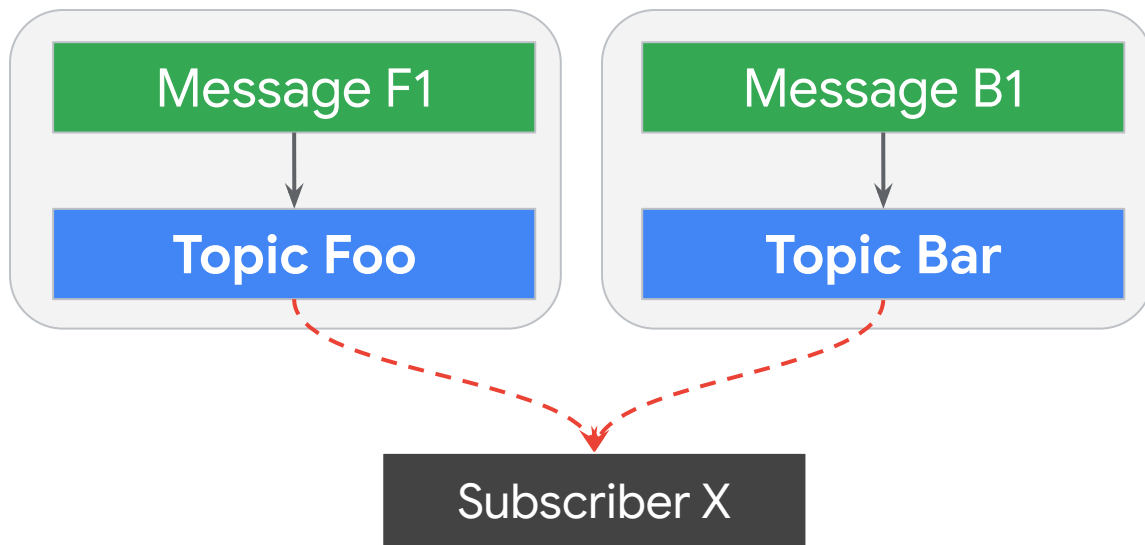 Message F1
Message B1
Topic Foo
Topic Bar
Subscriber X